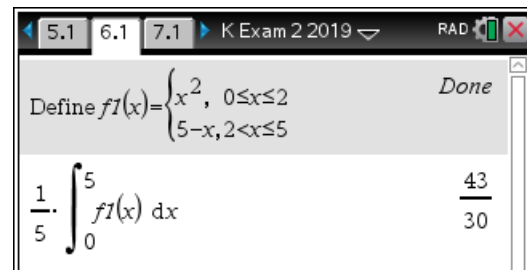 5.1 6.1 7.1 K Exam 2 2019 RAD
Define f1(x)={x², 0≤x≤2 Done
5−x,2<x≤5
1/5 · ∫₀⁵ f1(x) dx 43/30